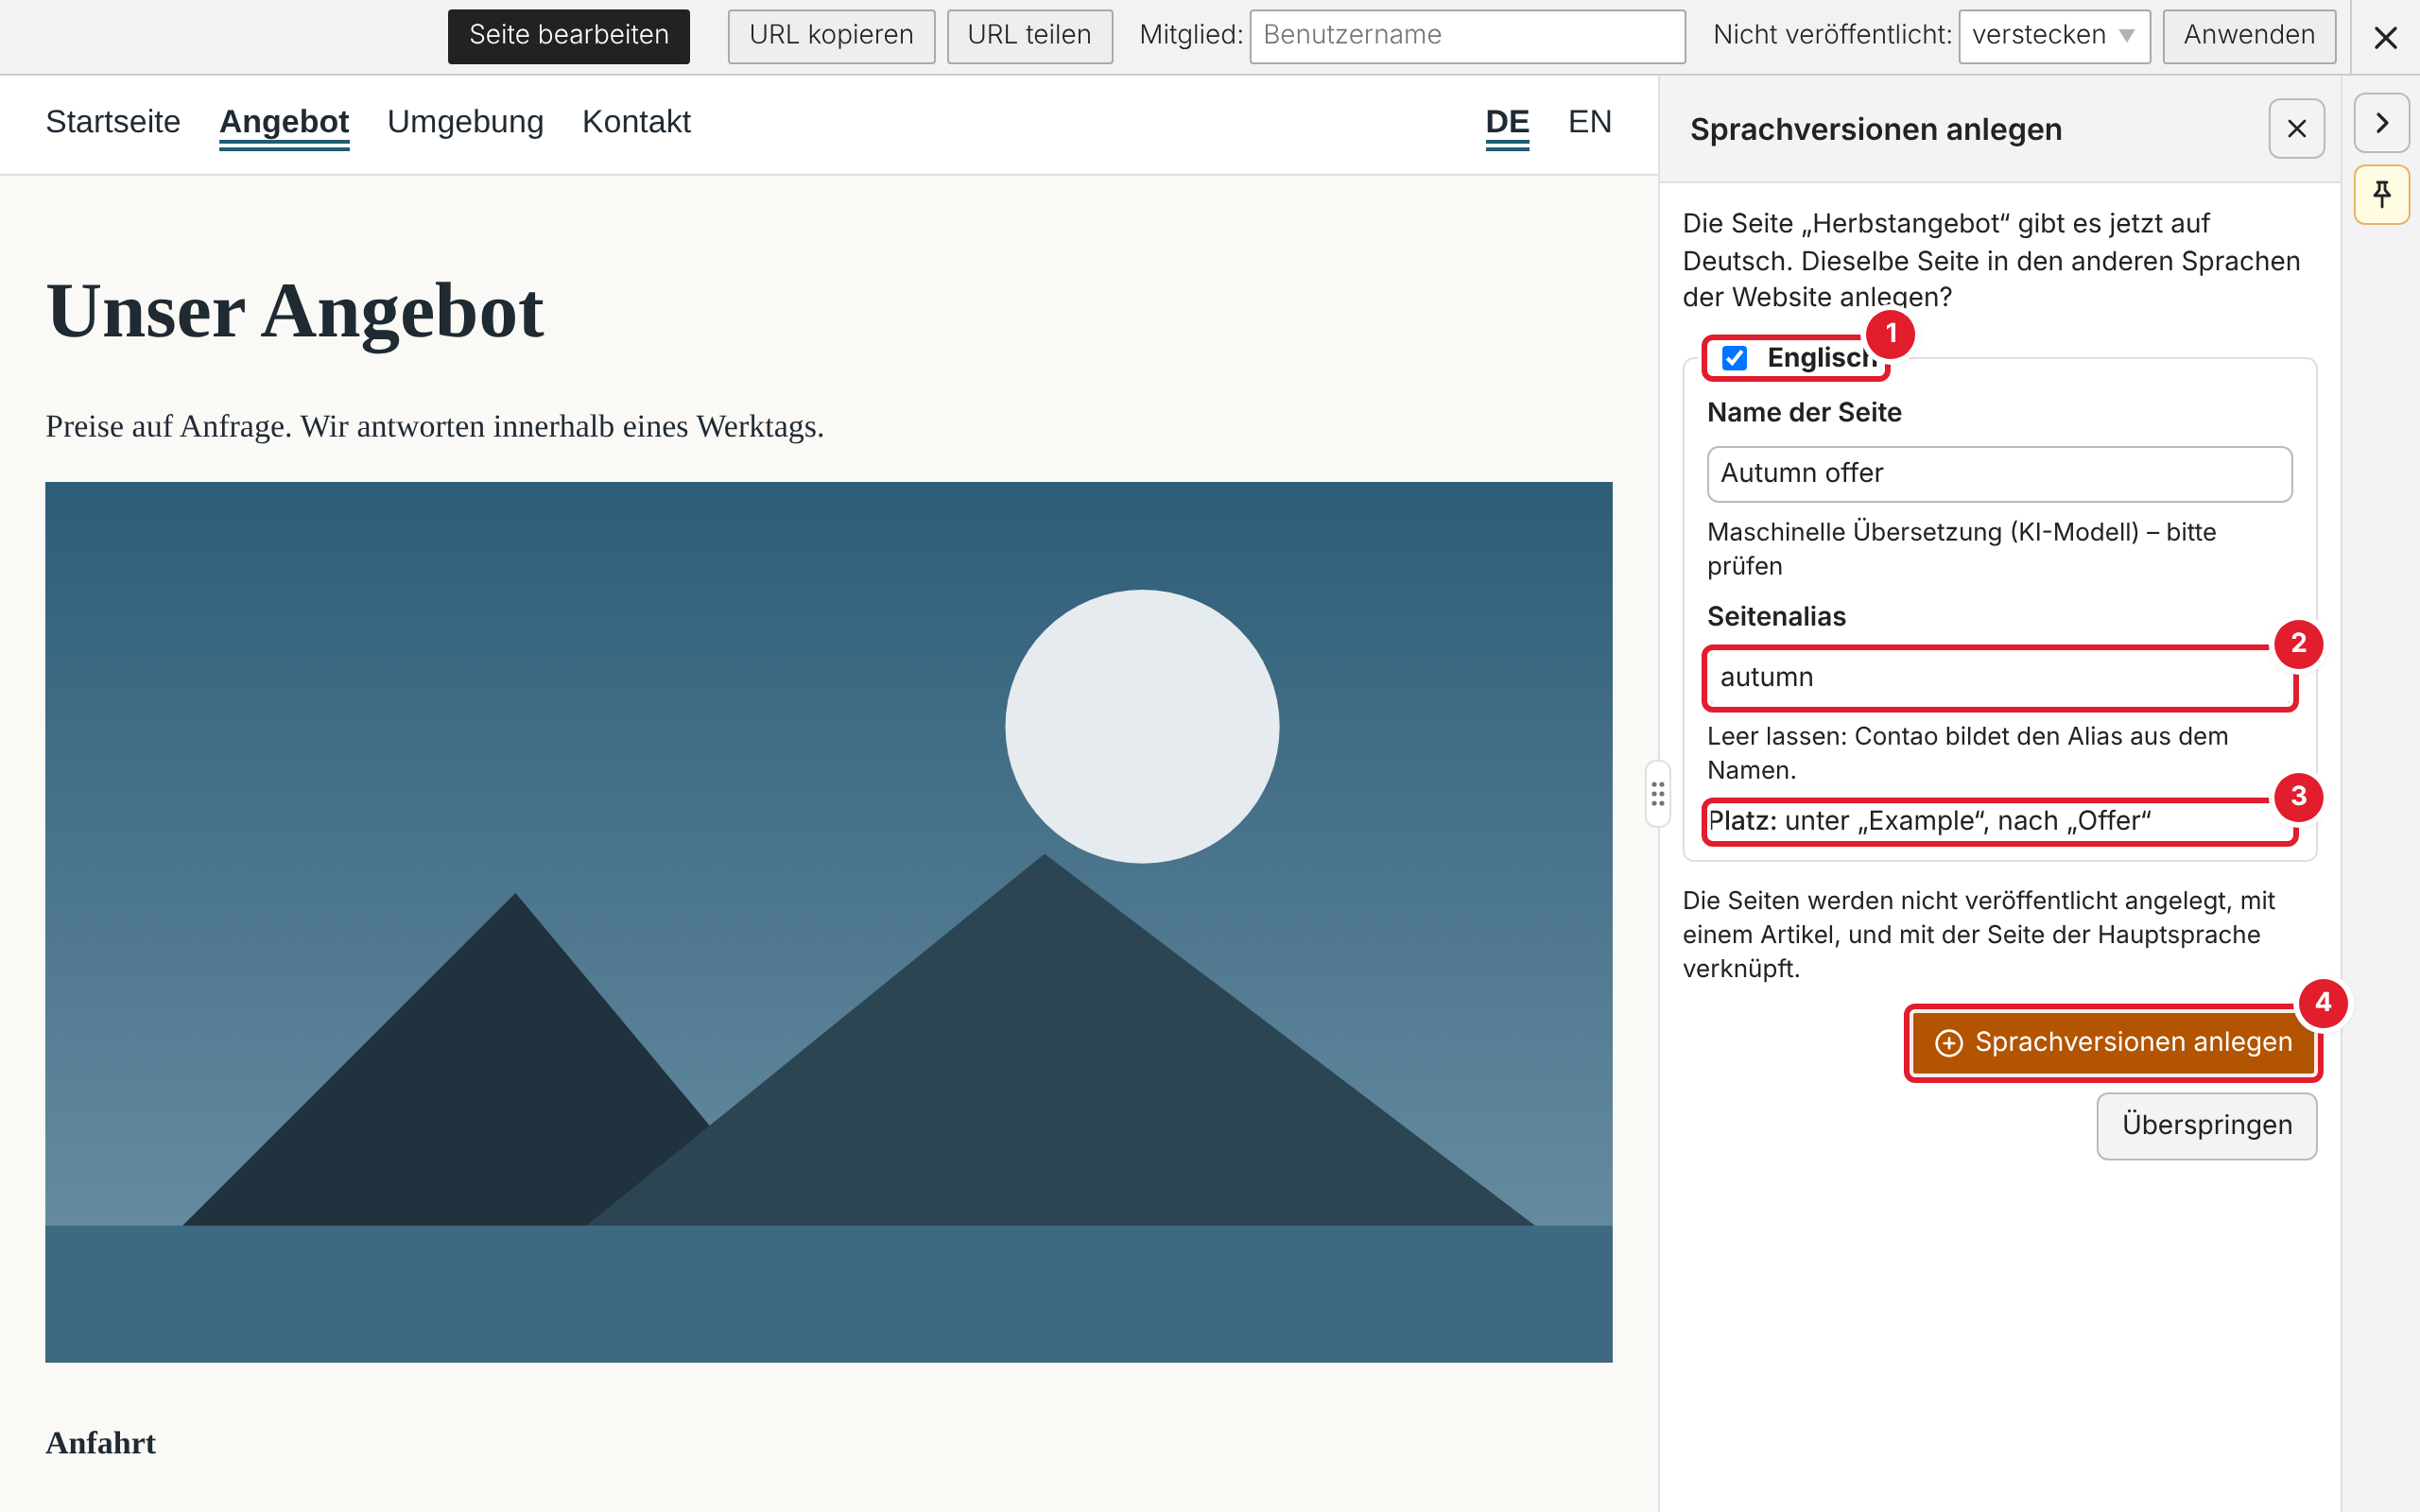 Seite bearbeiten URL kopieren URL teilen Mitglied: Benutzername Nicht veröffentlicht: verstecken Anwenden
Startseite Angebot Umgebung Kontakt DE EN
Unser Angebot
Preise auf Anfrage. Wir antworten innerhalb eines Werktags.
Anfahrt
Sprachversionen anlegen
Die Seite „Herbstangebot“ gibt es jetzt auf
Deutsch. Dieselbe Seite in den anderen Sprachen
der Website anlegen?
1
Englisch
Name der Seite
Autumn offer
Maschinelle Übersetzung (KI-Modell) – bitte
prüfen
Seitenalias
2
autumn
Leer lassen: Contao bildet den Alias aus dem
Namen.
3
Platz: unter „Example“, nach „Offer“
Die Seiten werden nicht veröffentlicht angelegt, mit
einem Artikel, und mit der Seite der Hauptsprache
verknüpft.
4
Sprachversionen anlegen
Überspringen